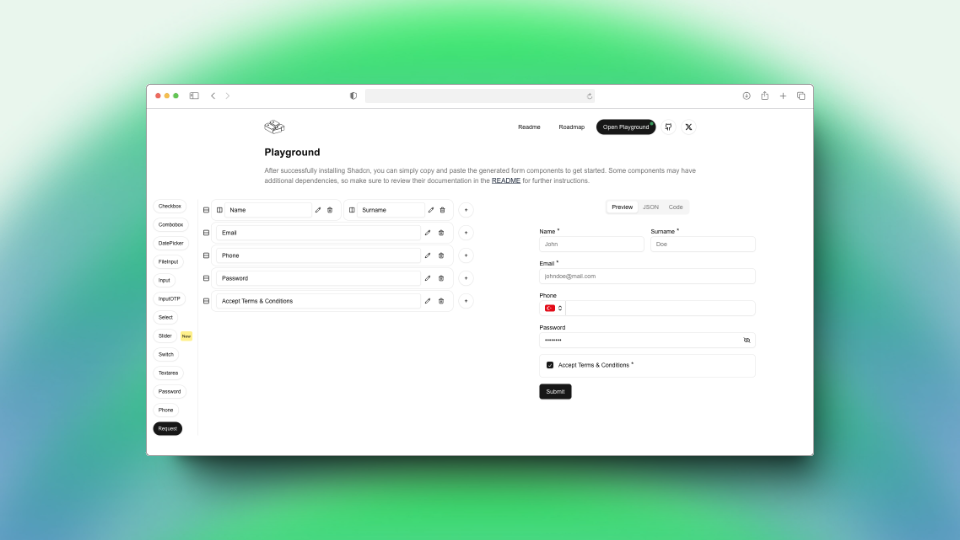 Readme
Roadmap
Open Playground
Playground
After successfully installing Shadcn, you can simply copy and paste the generated form components to get started. Some components may have
additional dependencies, so make sure to review their documentation in the README for further instructions.
Checkbox
Combobox
DatePicker
FileInput
Input
InputOTP
Select
Slider New
Switch
Textarea
Password
Phone
Request
Name
Surname
Email
Phone
Password
Accept Terms & Conditions
Preview JSON Code
Name * Surname *
John Doe
Email *
johndoe@mail.com
Phone
Password
••••••••
Accept Terms & Conditions *
Submit